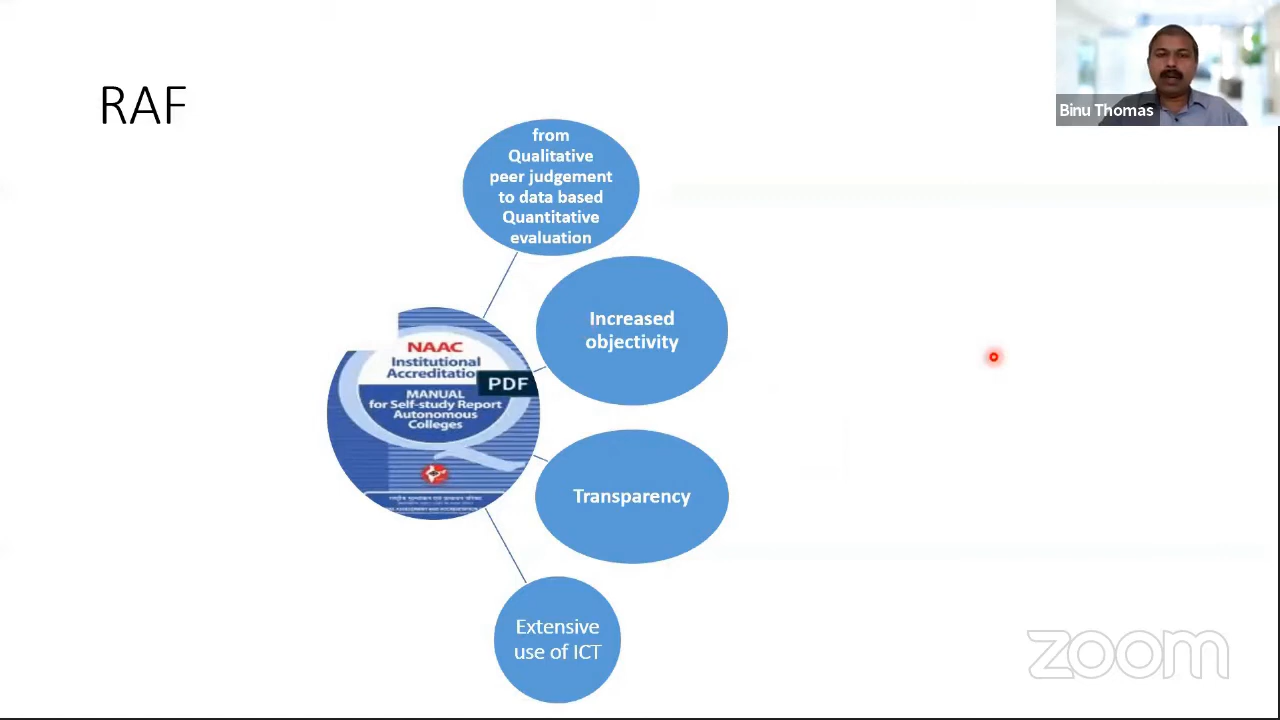 RAF
Binu Thomas
from
Qualitative
peer judgement
to data based
Quantitative
evaluation
Increased
objectivity
NAAC
Institutional
Accreditation
PDF
MANUAL
for Self-study Report
Autonomous
Colleges
Transparency
Extensive
use of ICT
zoom